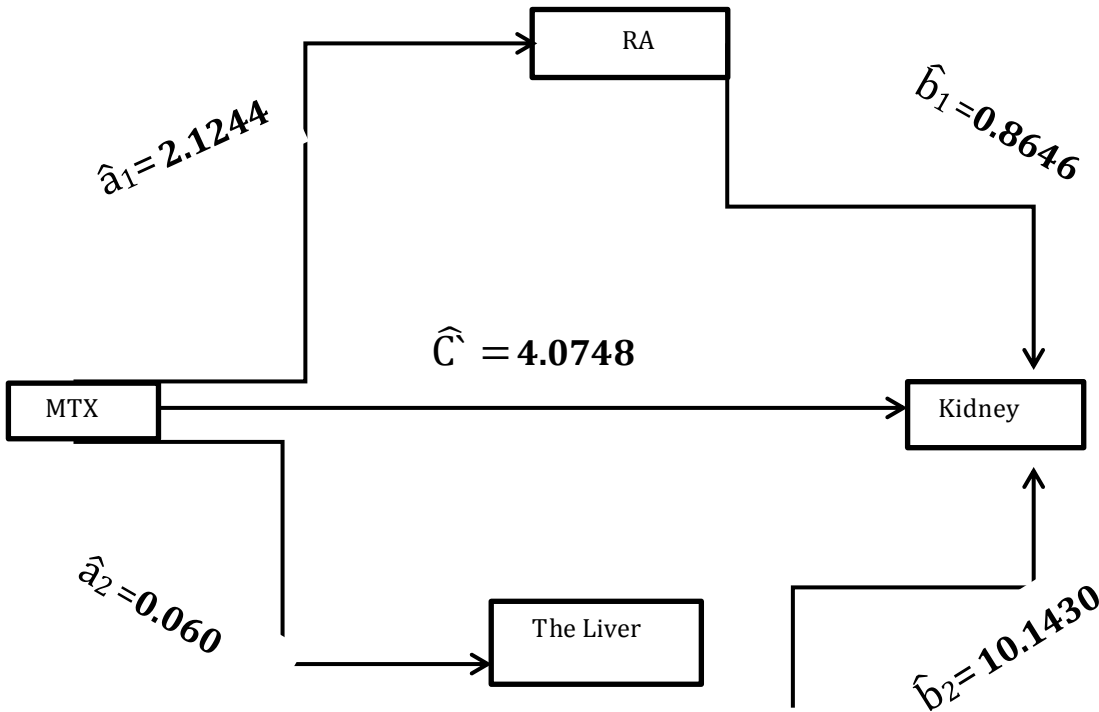 RA
b̂₁=0.8646
â₁=2.1244
Ĉ` = 4.0748
MTX
Kidney
â₂=0.060
The Liver
b̂₂=10.1430